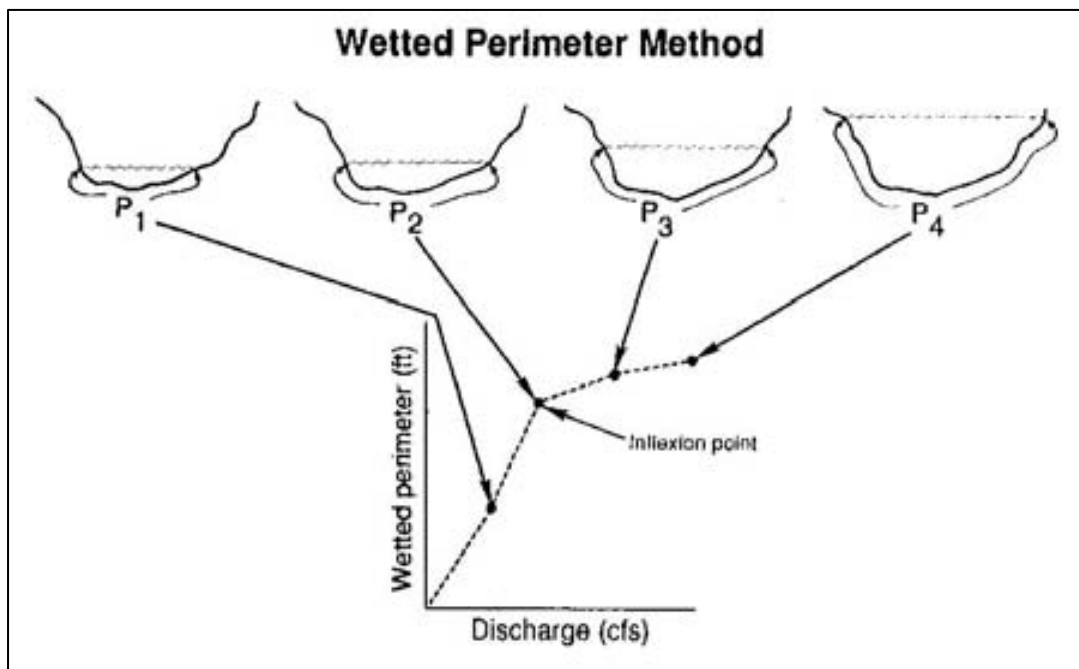 Wetted Perimeter Method
P1
P2
P3
P4
Wetted perimeter (ft)
Inflexion point
Discharge (cfs)